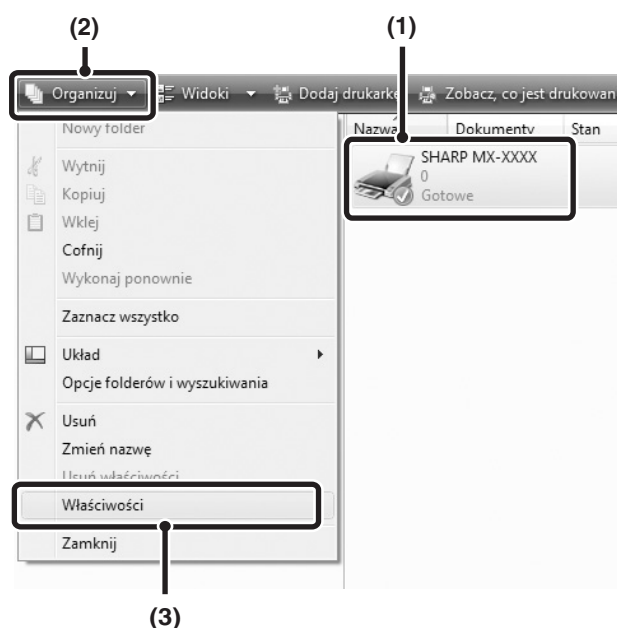 (2) (1)
Organizuj Widoki Dodaj drukarkę Zobacz, co jest drukowan
Nazwa Dokumenty Stan
SHARP MX-XXXX
0
Gotowe
Nowy folder
Wytnij
Kopiuj
Wklej
Cofnij
Wykonaj ponownie
Zaznacz wszystko
Układ
Opcje folderów i wyszukiwania
Usuń
Zmień nazwę
Usuń właściwości
Właściwości
Zamknij
(3)